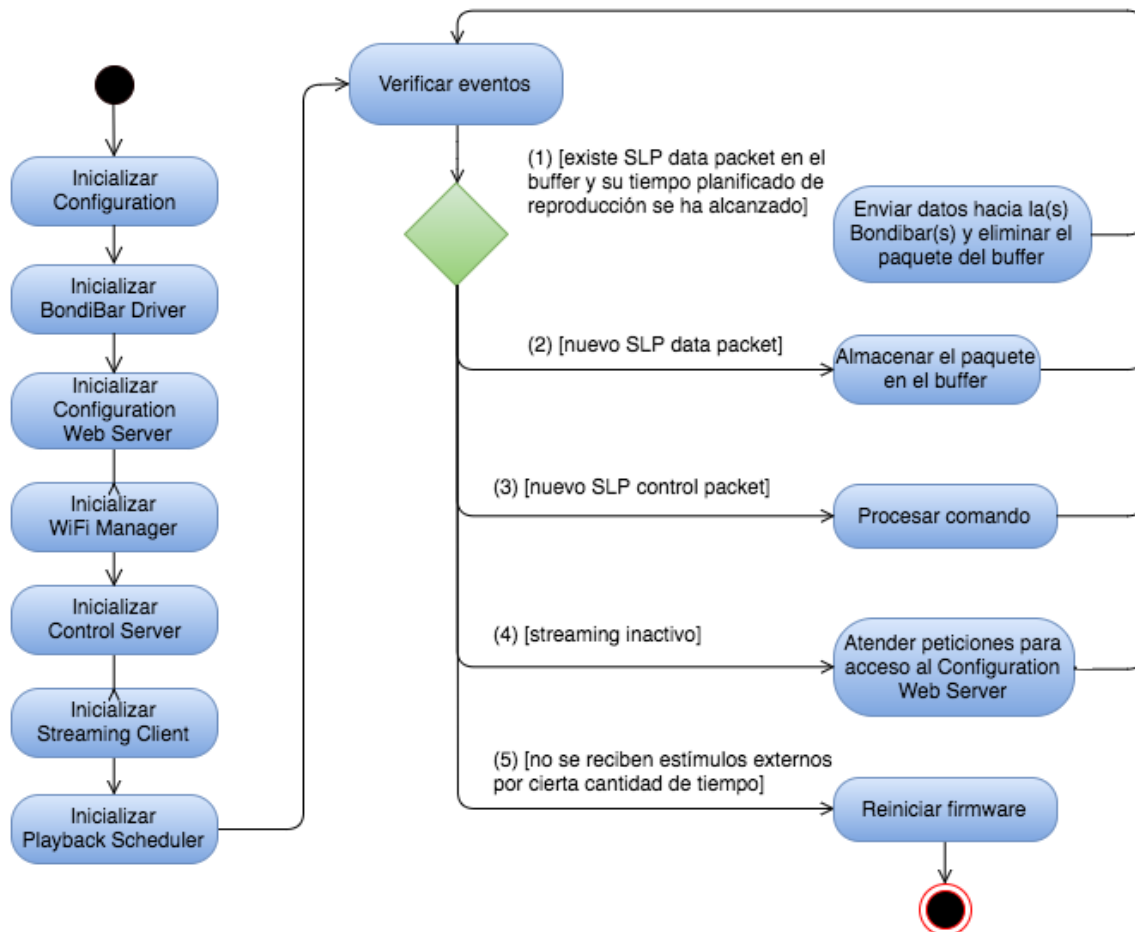 Inicializar
Configuration
Inicializar
BondiBar Driver
Inicializar
Configuration
Web Server
Inicializar
WiFi Manager
Inicializar
Control Server
Inicializar
Streaming Client
Inicializar
Playback Scheduler
Verificar eventos
(1) [existe SLP data packet en el
buffer y su tiempo planificado de
reproducción se ha alcanzado]
Enviar datos hacia la(s)
Bondibar(s) y eliminar el
paquete del buffer
(2) [nuevo SLP data packet]
Almacenar el paquete
en el buffer
(3) [nuevo SLP control packet]
Procesar comando
(4) [streaming inactivo]
Atender peticiones para
acceso al Configuration
Web Server
(5) [no se reciben estímulos externos
por cierta cantidad de tiempo]
Reiniciar firmware